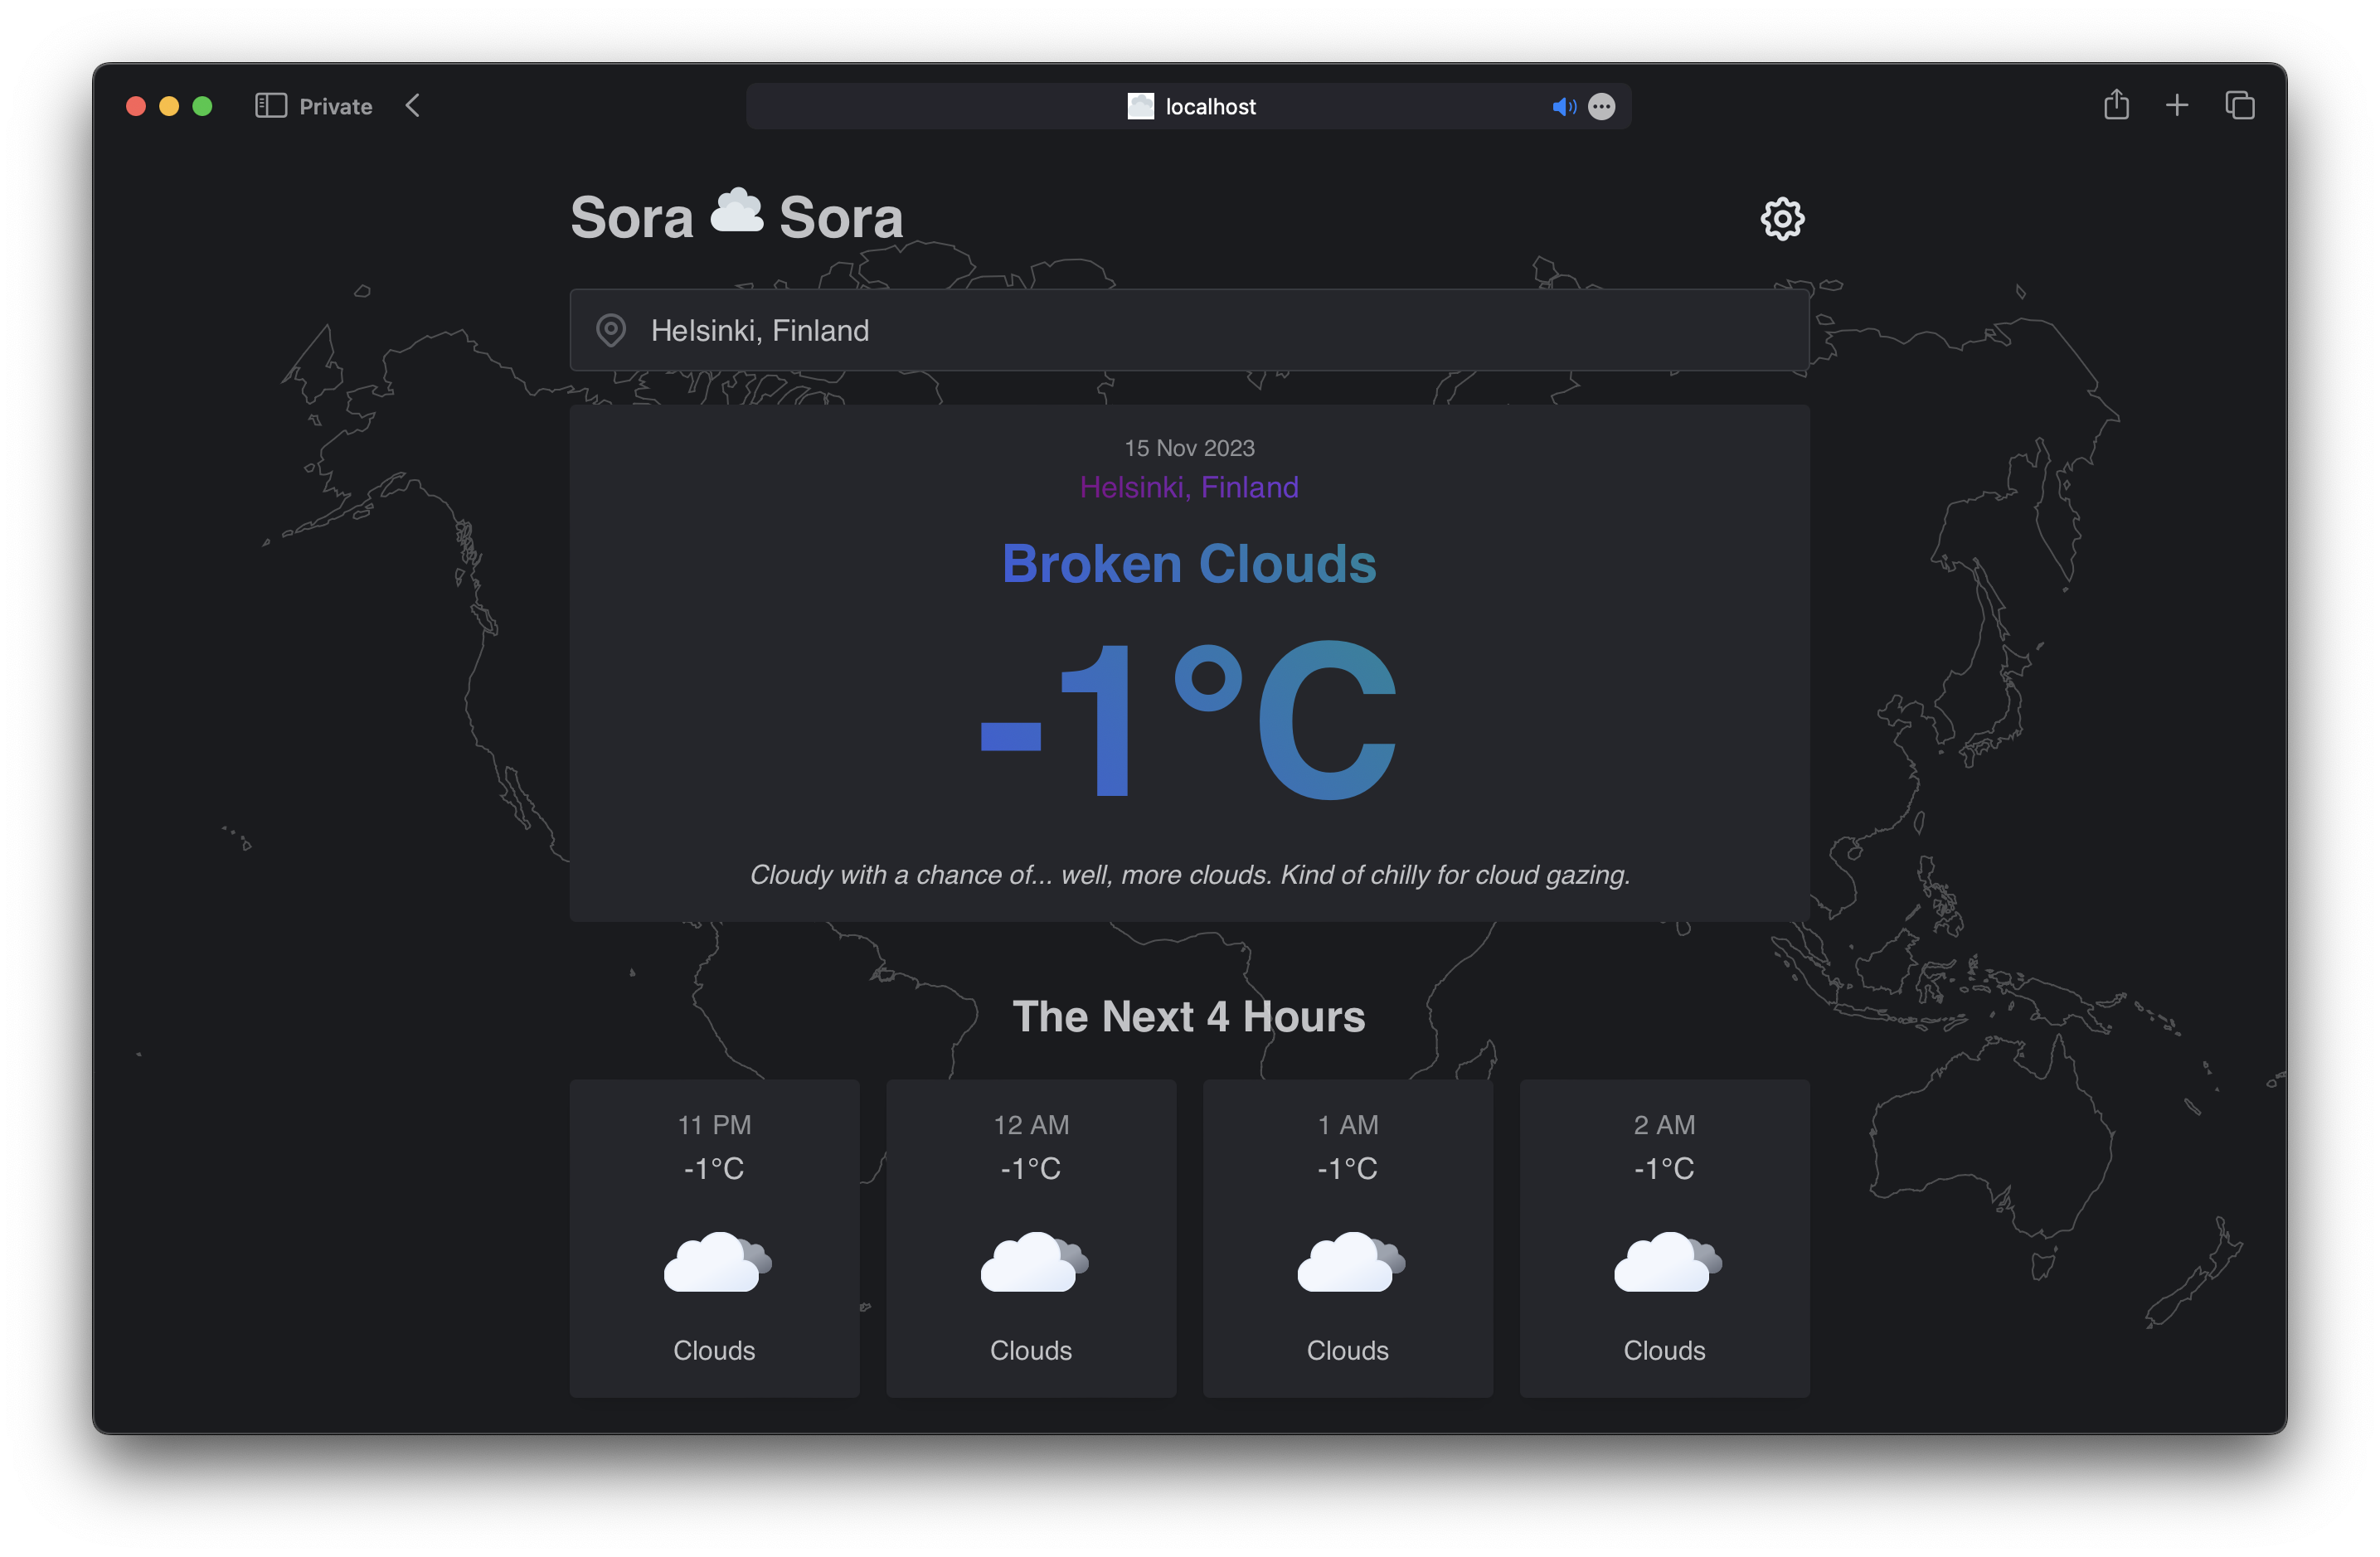 Private
localhost
Sora Sora
Helsinki, Finland
15 Nov 2023
Helsinki, Finland
Broken Clouds
-1°C
Cloudy with a chance of... well, more clouds. Kind of chilly for cloud gazing.
The Next 4 Hours
11 PM
-1°C
Clouds
12 AM
-1°C
Clouds
1 AM
-1°C
Clouds
2 AM
-1°C
Clouds